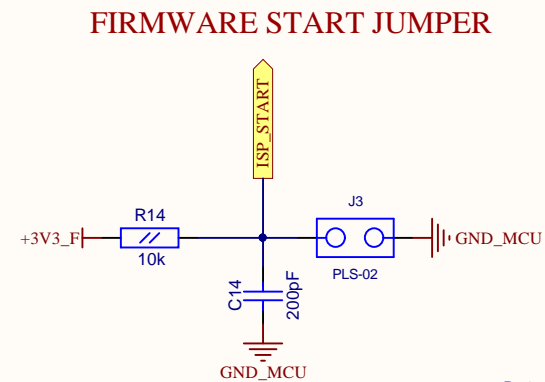 FIRMWARE START JUMPER
ISP_START
R14
J3
+3V3_F
GND_MCU
10k
PLS-02
C14
200pF
GND_MCU